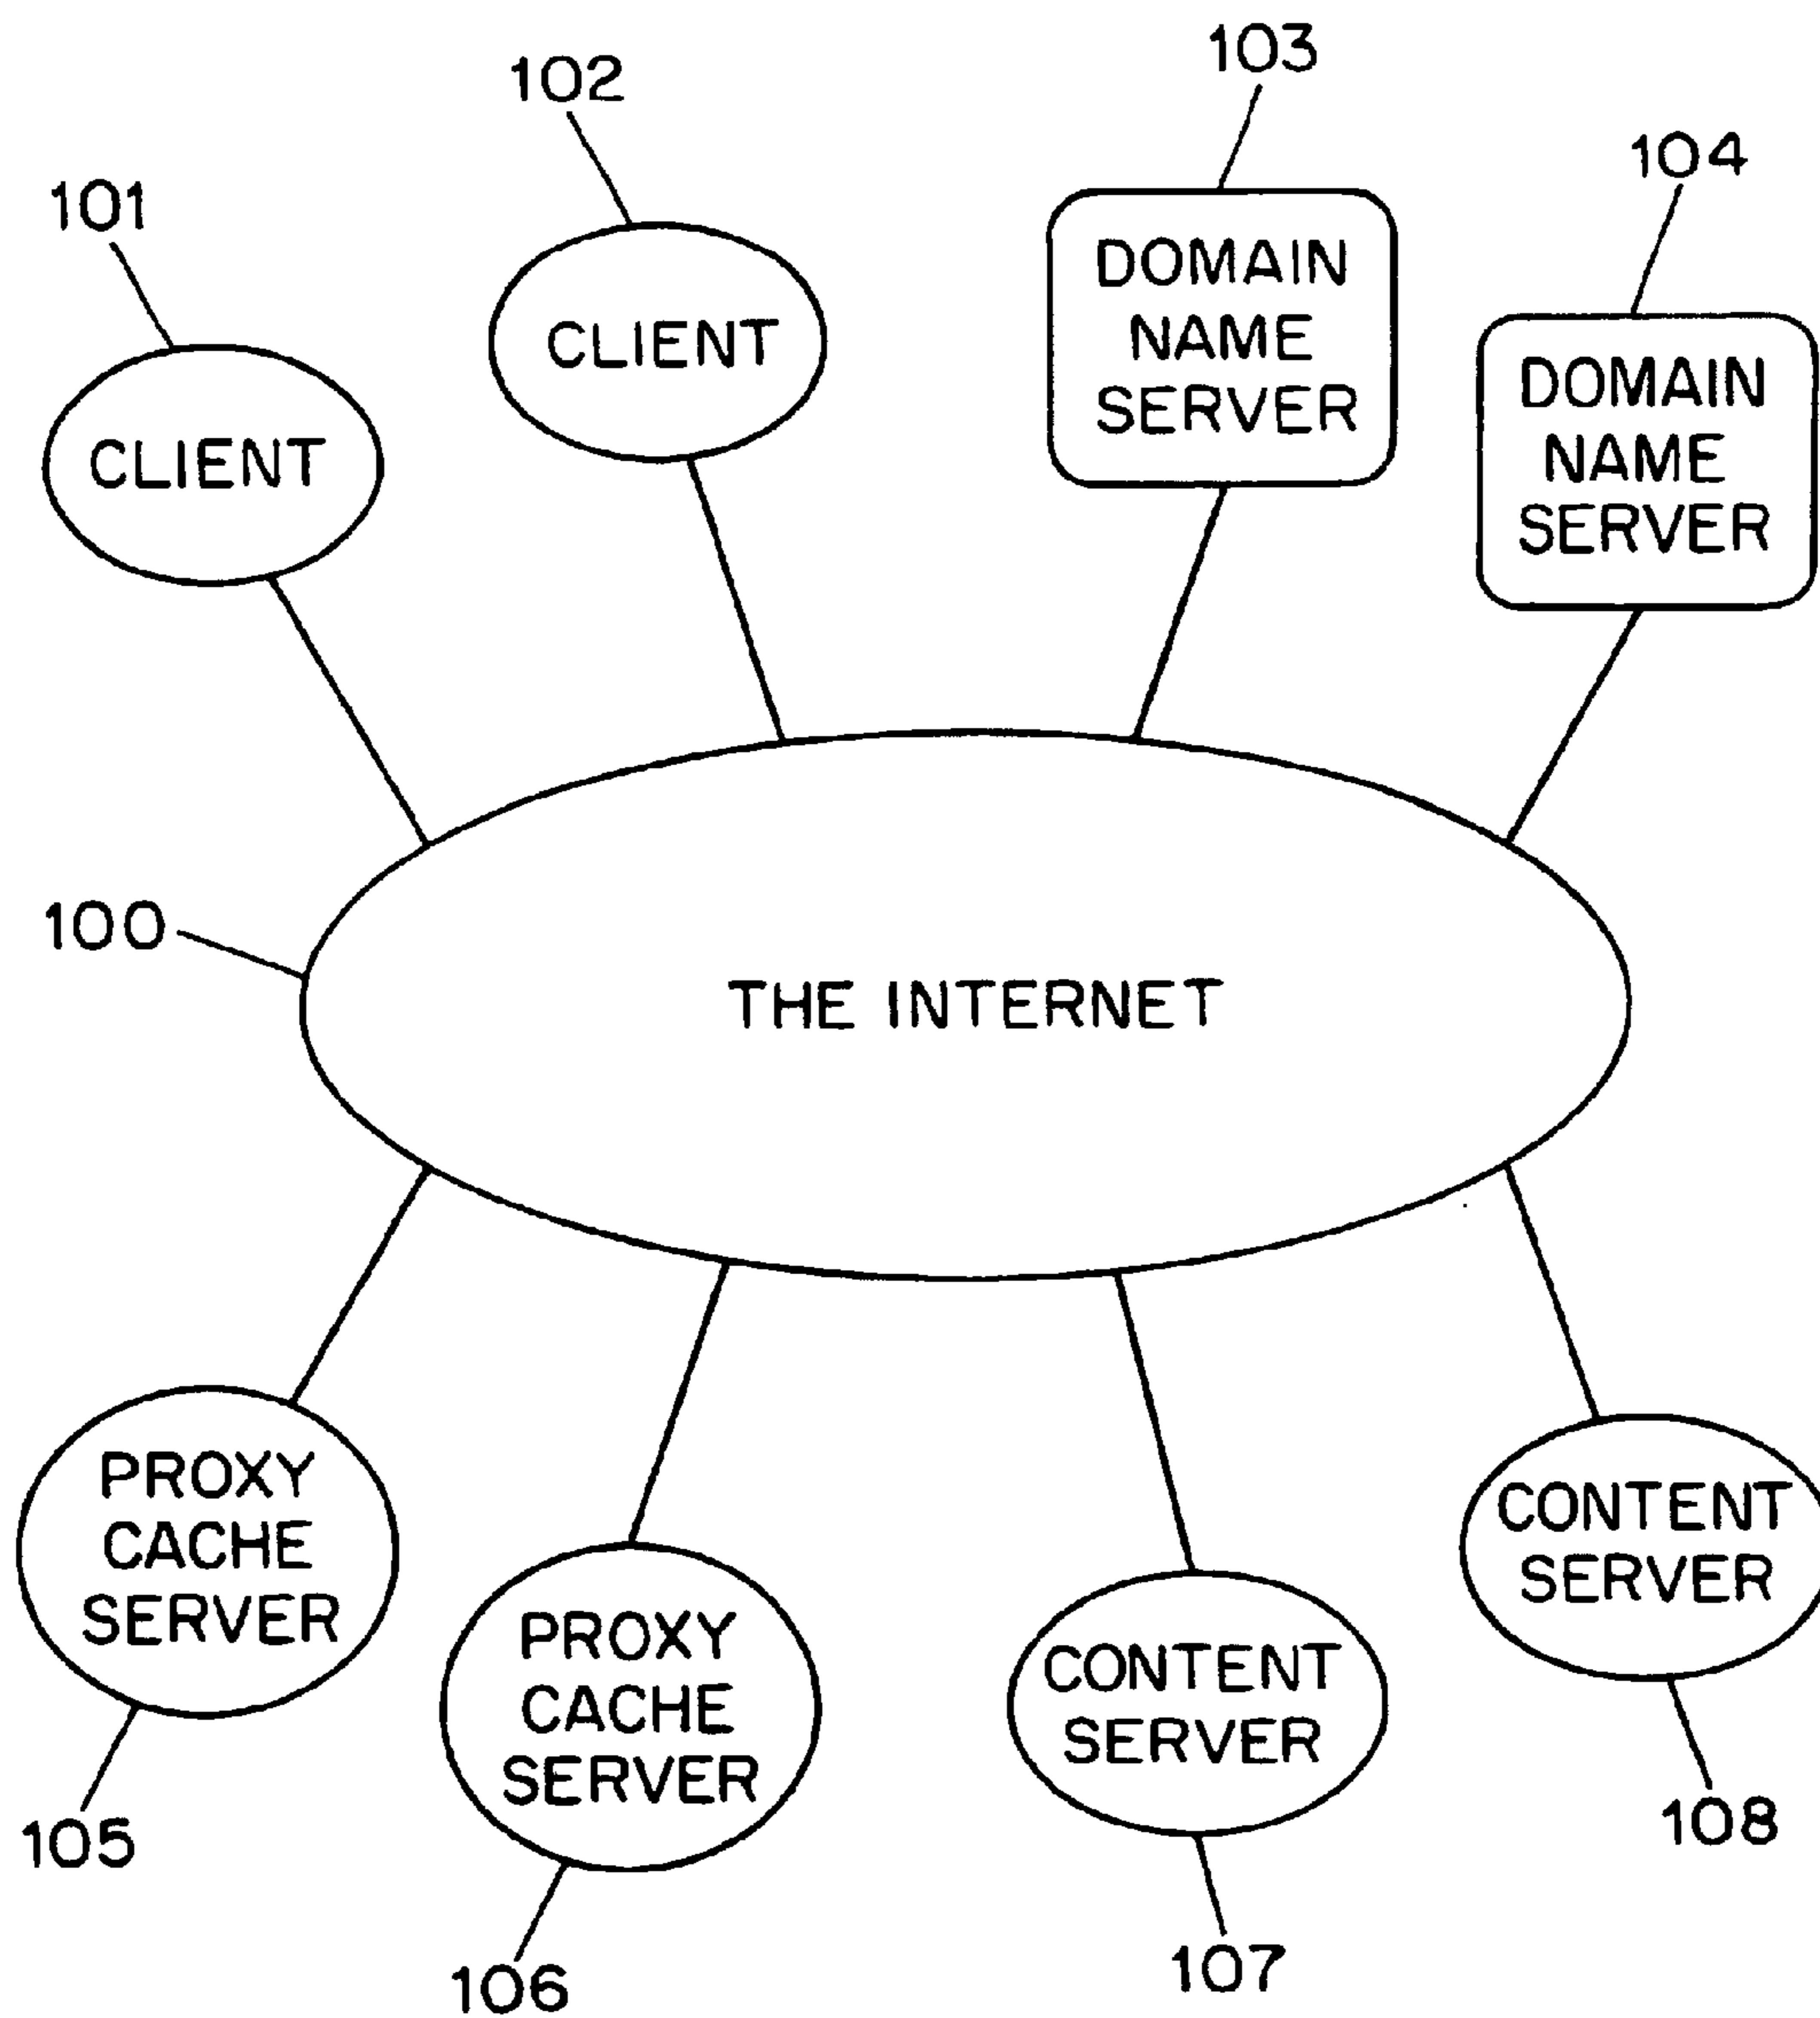 103
102
104
101
DOMAIN
NAME
SERVER
CLIENT
DOMAIN
NAME
SERVER
CLIENT
100
THE INTERNET
PROXY
CACHE
SERVER
CONTENT
SERVER
PROXY
CACHE
SERVER
CONTENT
SERVER
105
108
106
107